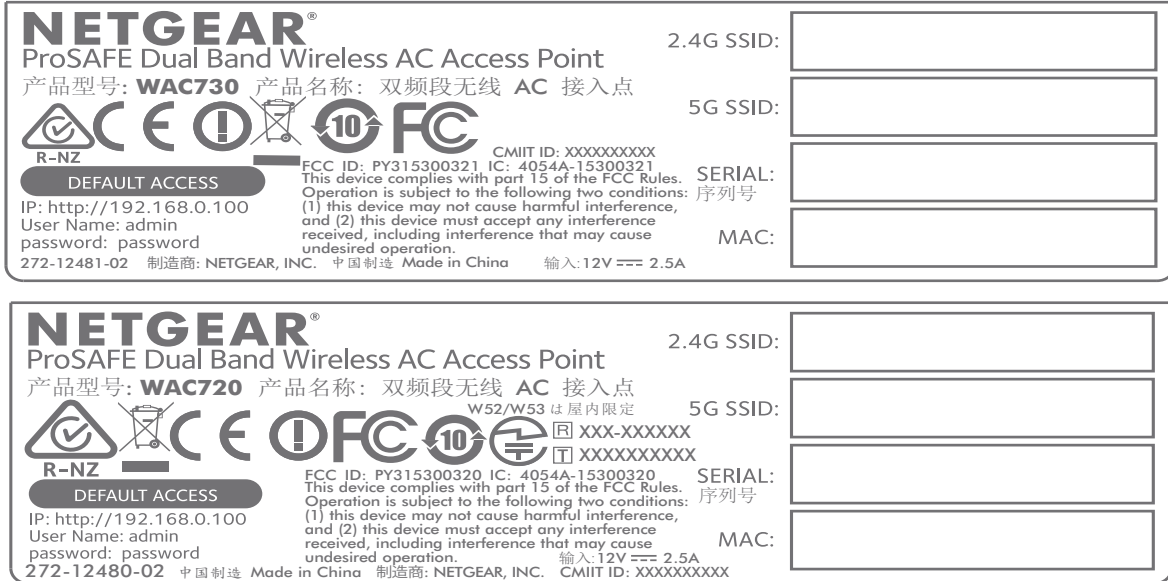 NETGEAR®
ProSAFE Dual Band Wireless AC Access Point
产品型号: WAC730 产品名称: 双频段无线 AC 接入点
10 FC
R-NZ
CMIIT ID: XXXXXXXXXX
DEFAULT ACCESS
IP: http://192.168.0.100
User Name: admin
password: password
FCC ID: PY315300321 IC: 4054A-15300321
This device complies with part 15 of the FCC Rules.
Operation is subject to the following two conditions:
(1) this device may not cause harmful interference,
and (2) this device must accept any interference
received, including interference that may cause
undesired operation.
272-12481-02 制造商: NETGEAR, INC. 中国制造 Made in China 输入:12V 2.5A
2.4G SSID:
5G SSID:
SERIAL:
序列号
MAC:
NETGEAR®
ProSAFE Dual Band Wireless AC Access Point
产品型号: WAC720 产品名称: 双频段无线 AC 接入点
W52/W53 は屋内限定
FC 10 R XXX-XXXXXX
T XXXXXXXXXX
R-NZ
DEFAULT ACCESS
IP: http://192.168.0.100
User Name: admin
password: password
FCC ID: PY315300320 IC: 4054A-15300320
This device complies with part 15 of the FCC Rules.
Operation is subject to the following two conditions:
(1) this device may not cause harmful interference,
and (2) this device must accept any interference
received, including interference that may cause
undesired operation. 输入:12V 2.5A
272-12480-02 中国制造 Made in China 制造商: NETGEAR, INC. CMIIT ID: XXXXXXXXXX
2.4G SSID:
5G SSID:
SERIAL:
序列号
MAC: